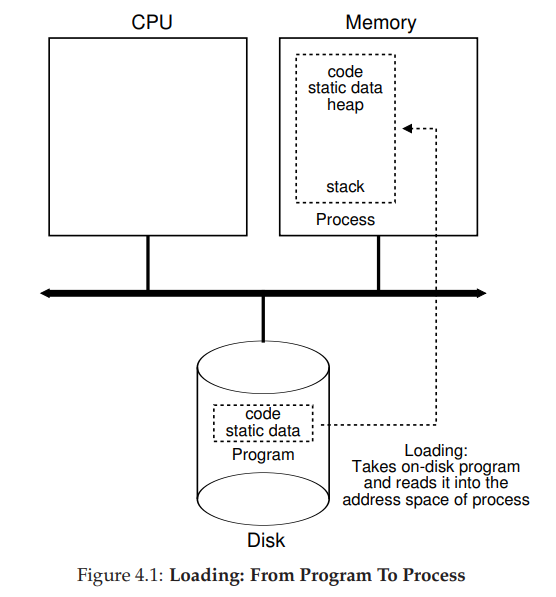 CPU
Memory
code
static data
heap
stack
Process
code
static data
Program
Loading:
Takes on-disk program
and reads it into the
address space of process
Disk
Figure 4.1: Loading: From Program To Process